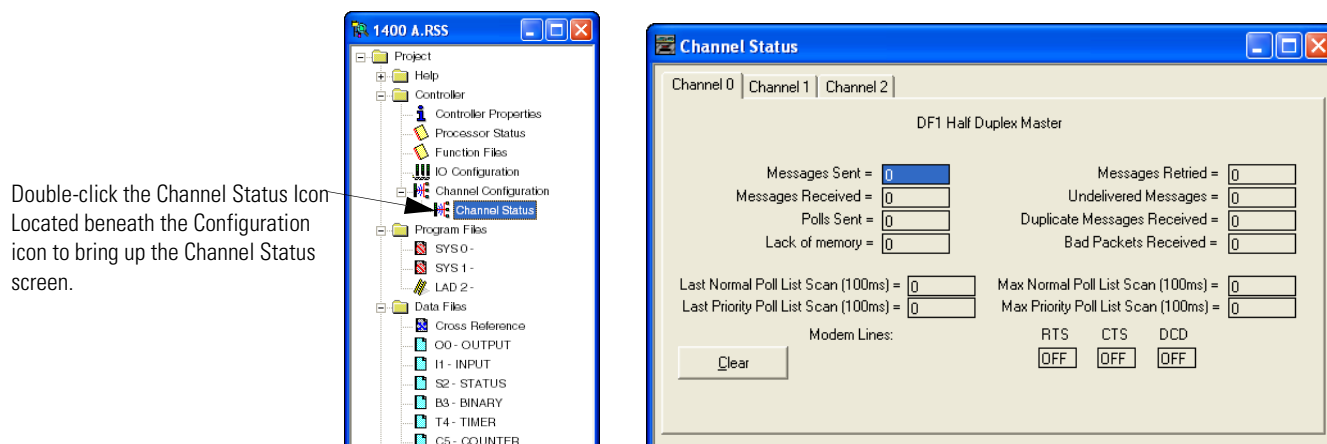 Double-click the Channel Status Icon
Located beneath the Configuration
icon to bring up the Channel Status
screen.
1400 A.RSS
Project
Help
Controller
Controller Properties
Processor Status
Function Files
IO Configuration
Channel Configuration
Channel Status
Program Files
SYS 0 -
SYS 1 -
LAD 2 -
Data Files
Cross Reference
O0 - OUTPUT
I1 - INPUT
S2 - STATUS
B3 - BINARY
T4 - TIMER
C5 - COUNTER
Channel Status
Channel 0 Channel 1 Channel 2
DF1 Half Duplex Master
Messages Sent = 0 Messages Retried = 0
Messages Received = 0 Undelivered Messages = 0
Polls Sent = 0 Duplicate Messages Received = 0
Lack of memory = 0 Bad Packets Received = 0
Last Normal Poll List Scan (100ms) = 0 Max Normal Poll List Scan (100ms) = 0
Last Priority Poll List Scan (100ms) = 0 Max Priority Poll List Scan (100ms) = 0
Modem Lines: RTS CTS DCD
Clear OFF OFF OFF